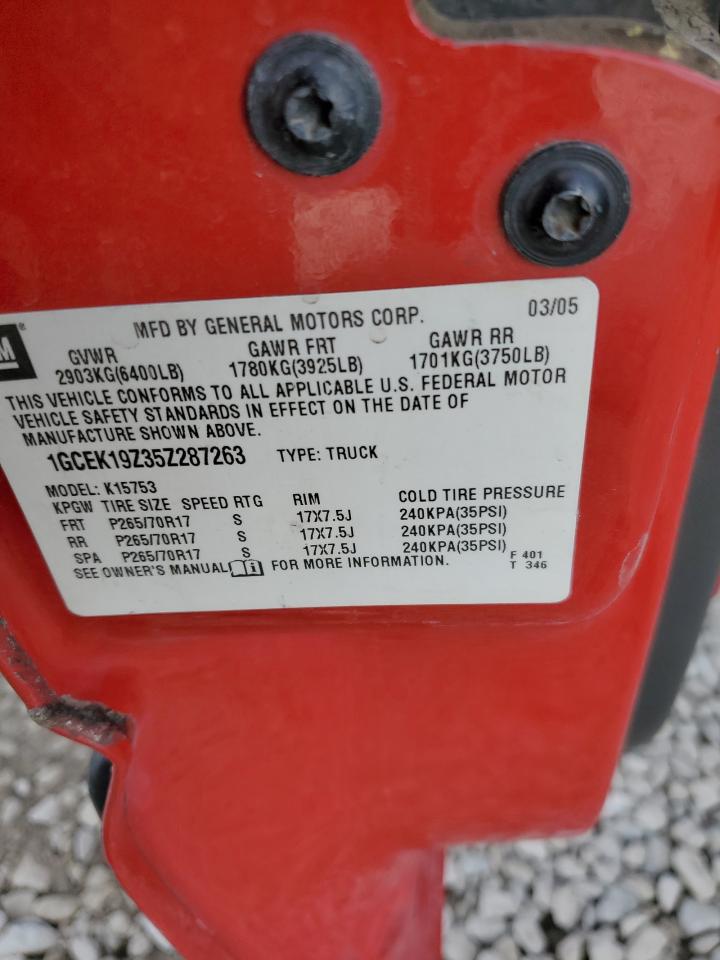 MFD BY GENERAL MOTORS CORP. 03/05
M ®
GVWR GAWR FRT GAWR RR
2903KG(6400LB) 1780KG(3925LB) 1701KG(3750LB)
THIS VEHICLE CONFORMS TO ALL APPLICABLE U.S. FEDERAL MOTOR
VEHICLE SAFETY STANDARDS IN EFFECT ON THE DATE OF
MANUFACTURE SHOWN ABOVE.
1GCEK19Z35Z287263 TYPE: TRUCK
MODEL: K15753
KPGW TIRE SIZE SPEED RTG RIM COLD TIRE PRESSURE
FRT P265/70R17 S 17X7.5J 240KPA(35PSI)
RR P265/70R17 S 17X7.5J 240KPA(35PSI)
SPA P265/70R17 S 17X7.5J 240KPA(35PSI)
SEE OWNER'S MANUAL FOR MORE INFORMATION.
F 401
T 346